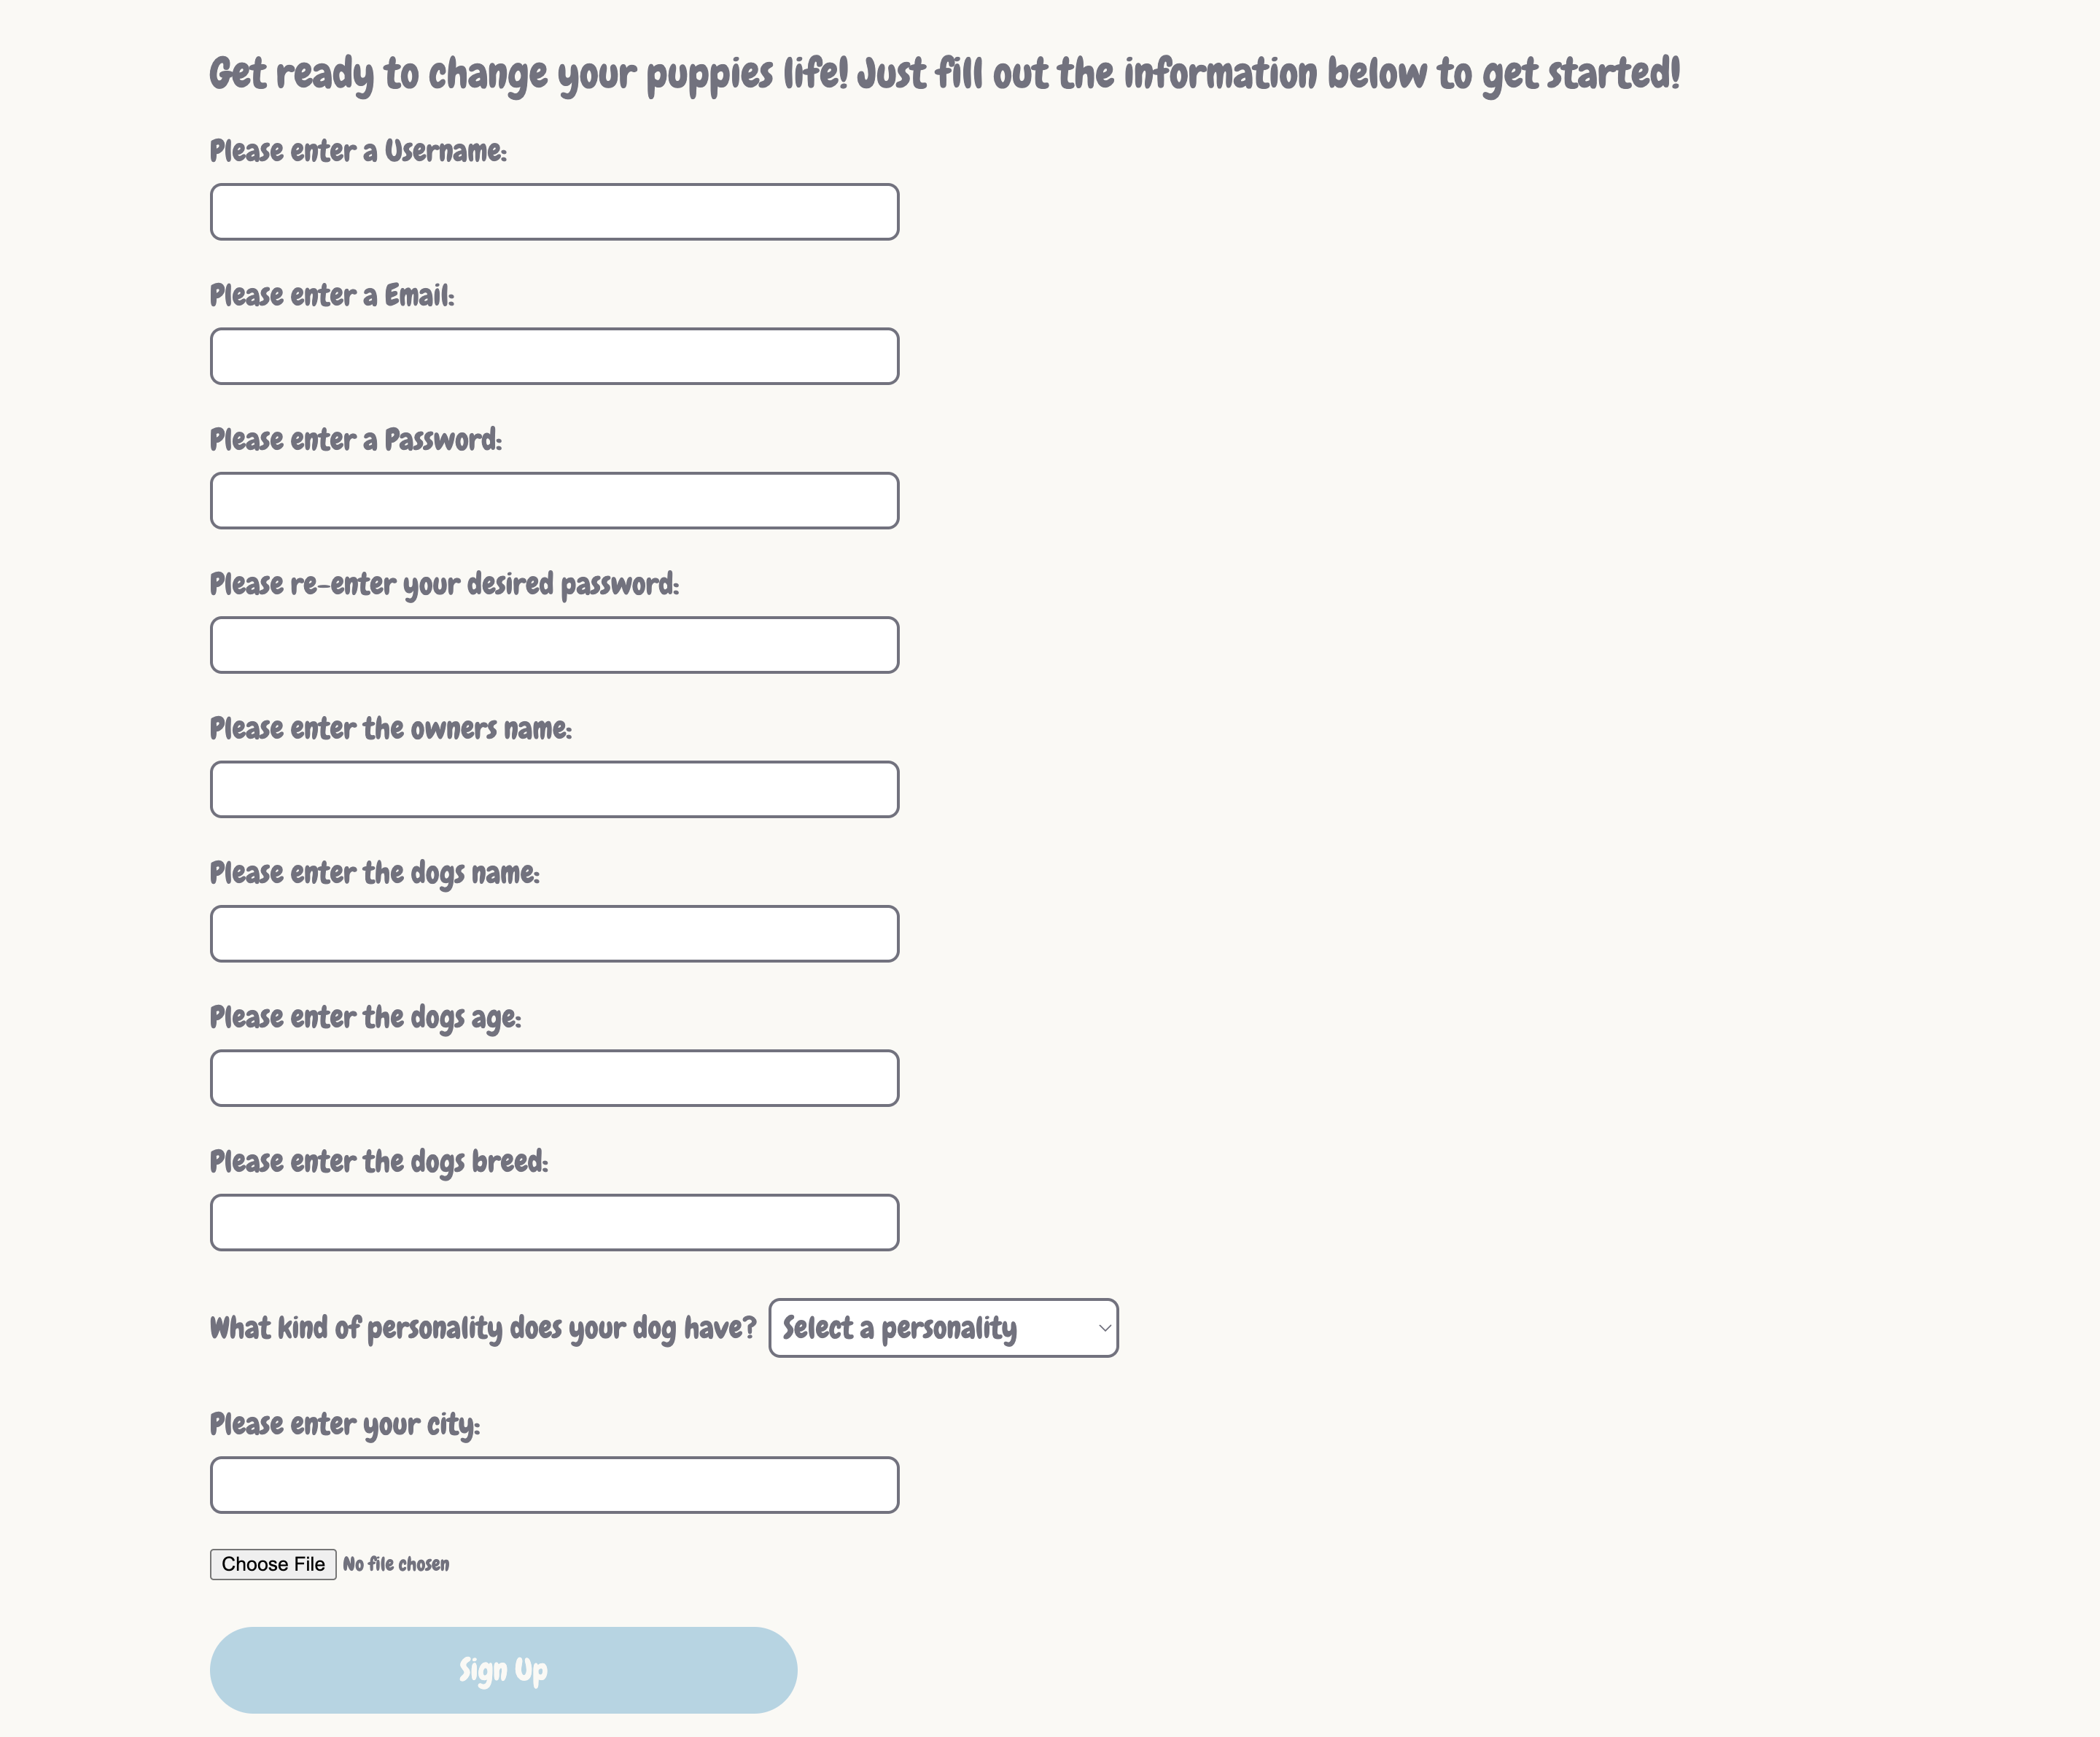 Get ready to change your puppies life! Just fill out the information below to get started!
Please enter a Username:
Please enter a Email:
Please enter a Password:
Please re-enter your desired password:
Please enter the owners name:
Please enter the dogs name:
Please enter the dogs age:
Please enter the dogs breed:
What kind of personality does your dog have? Select a personality
Please enter your city:
Choose File No file chosen
Sign Up